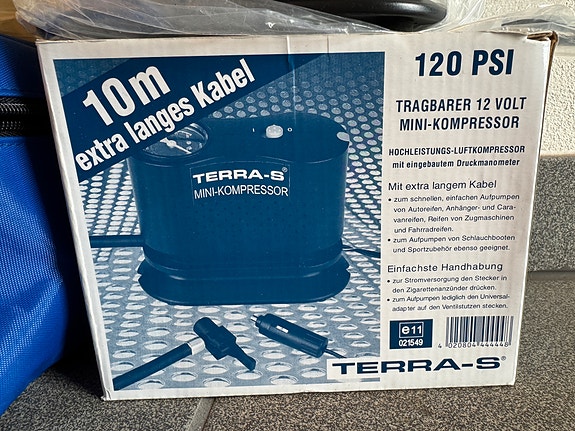 10m
extra langes Kabel
TERRA-S®
MINI-KOMPRESSOR
120 PSI
TRAGBARER 12 VOLT
MINI-KOMPRESSOR
HOCHLEISTUNGS-LUFTKOMPRESSOR
mit eingebautem Druckmanometer
Mit extra langem Kabel
• zum schnellen, einfachen Aufpumpen
von Autoreifen, Anhänger- und Cara-
vanreifen, Reifen von Zugmaschinen
und Fahrradreifen.
• zum Aufpumpen von Schlauchbooten
und Sportzubehör ebenso geeignet.
Einfachste Handhabung
• zur Stromversorgung den Stecker in
den Zigarettenanzünder drücken.
• zum Aufpumpen lediglich den Universal-
adapter auf den Ventilstutzen stecken.
e11
021549
4 020804 444448
TERRA-S®